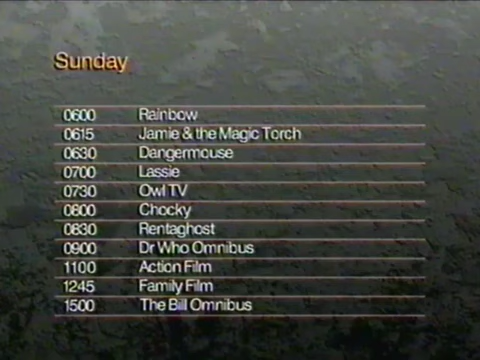 Sunday
0600 Rainbow
0615 Jamie & the Magic Torch
0630 Dangermouse
0700 Lassie
0730 Owl TV
0800 Chocky
0830 Rentaghost
0900 Dr Who Omnibus
1100 Action Film
1245 Family Film
1500 The Bill Omnibus